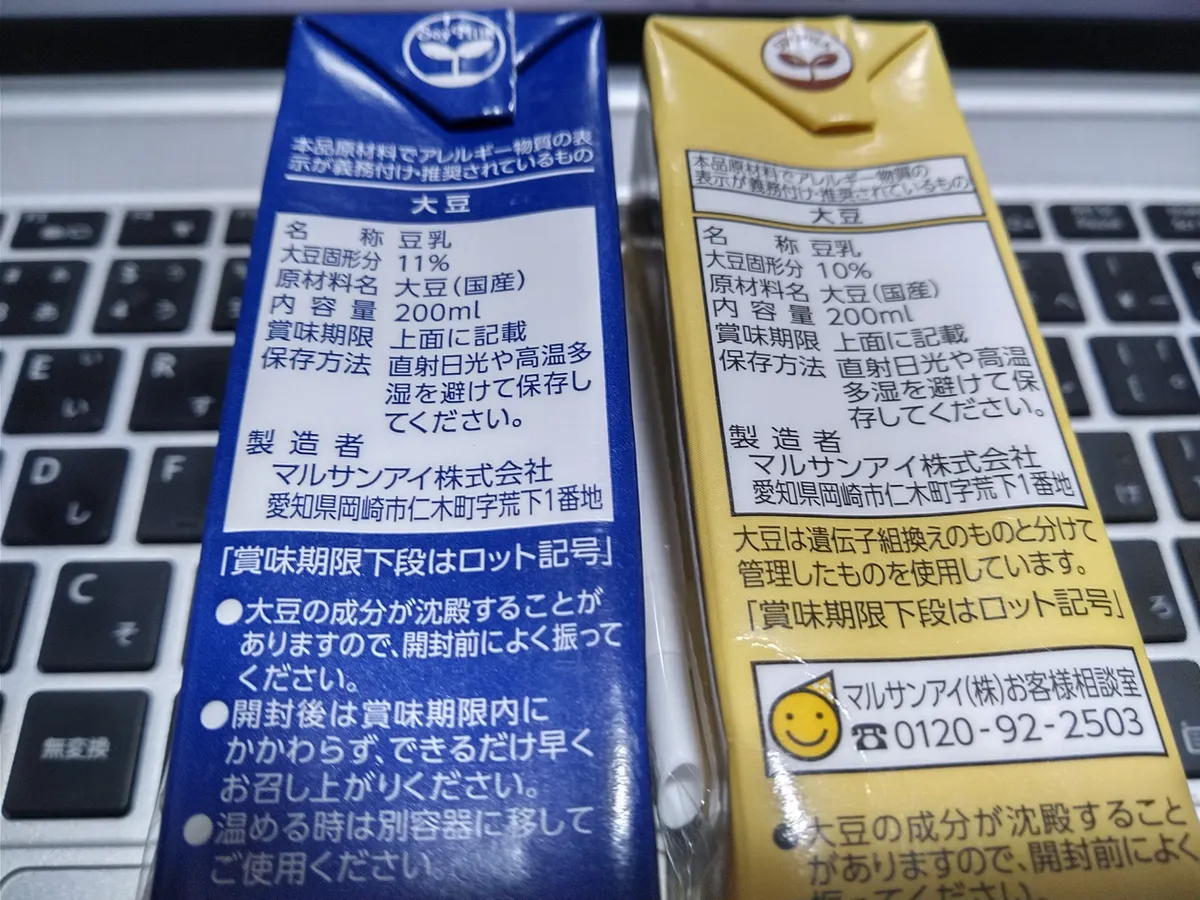 Soy Milk
本品原材料でアレルギー物質の表
示が義務付け・推奨されているもの
大豆
名称 豆乳
大豆固形分 11%
原材料名 大豆(国産)
内容量 200ml
賞味期限 上面に記載
保存方法 直射日光や高温多
湿を避けて保存し
てください。
製造者
マルサンアイ株式会社
愛知県岡崎市仁木町字荒下1番地
「賞味期限下段はロット記号」
●大豆の成分が沈殿することが
ありますので、開封前によく振って
ください。
●開封後は賞味期限内に
かかわらず、できるだけ早く
お召し上がりください。
●温める時は別容器に移して
ご使用ください。
本品原材料でアレルギー物質の
表示が義務付け・推奨されているもの
大豆
名称 豆乳
大豆固形分 10%
原材料名 大豆(国産)
内容量 200ml
賞味期限 上面に記載
保存方法 直射日光や高温
多湿を避けて保
存してください。
製造者
マルサンアイ株式会社
愛知県岡崎市仁木町字荒下1番地
大豆は遺伝子組換えのものと分けて
管理したものを使用しています。
「賞味期限下段はロット記号」
マルサンアイ(株)お客様相談室
☎0120-92-2503
●大豆の成分が沈殿すること
がありますので、開封前によく
振ってください。
E
い
R
す
D
し
F
C
そ
無変換